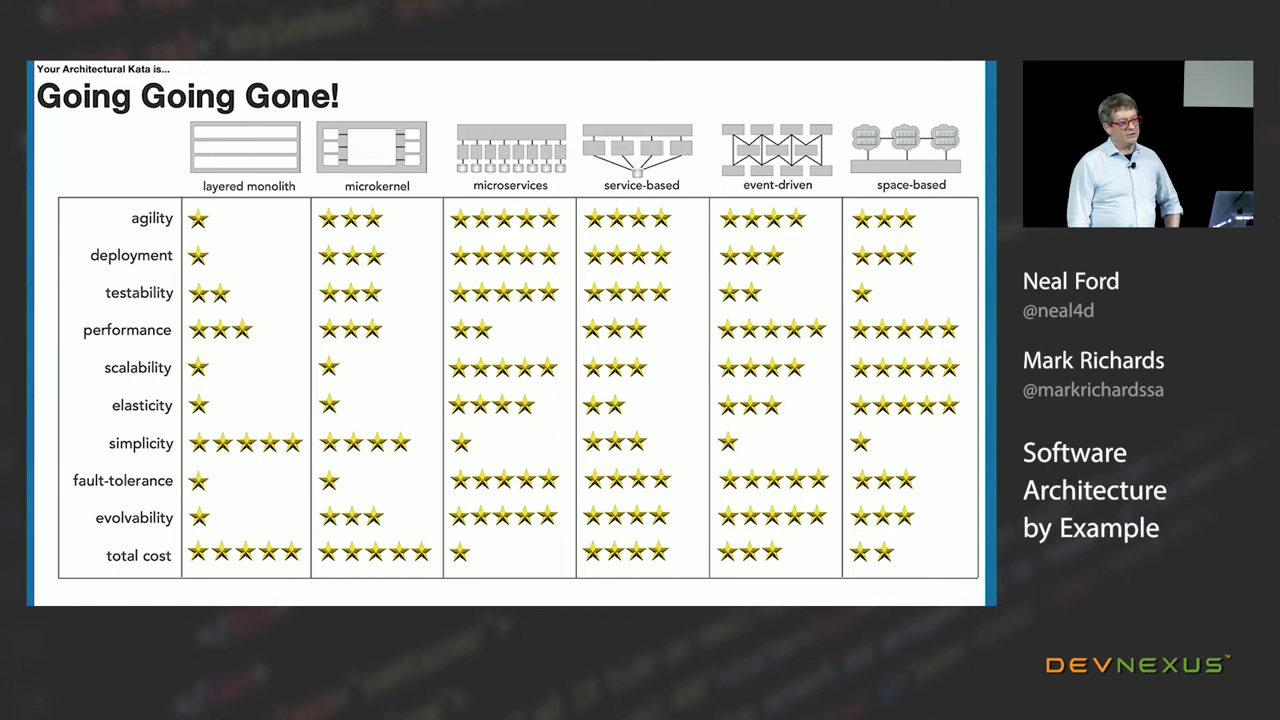 Your Architectural Kata is...
Going Going Gone!
layered monolith
microkernel
microservices
service-based
event-driven
space-based
agility
deployment
testability
performance
scalability
elasticity
simplicity
fault-tolerance
evolvability
total cost
Neal Ford
@neal4d
Mark Richards
@markrichardssa
Software
Architecture
by Example
DEVNEXUS™